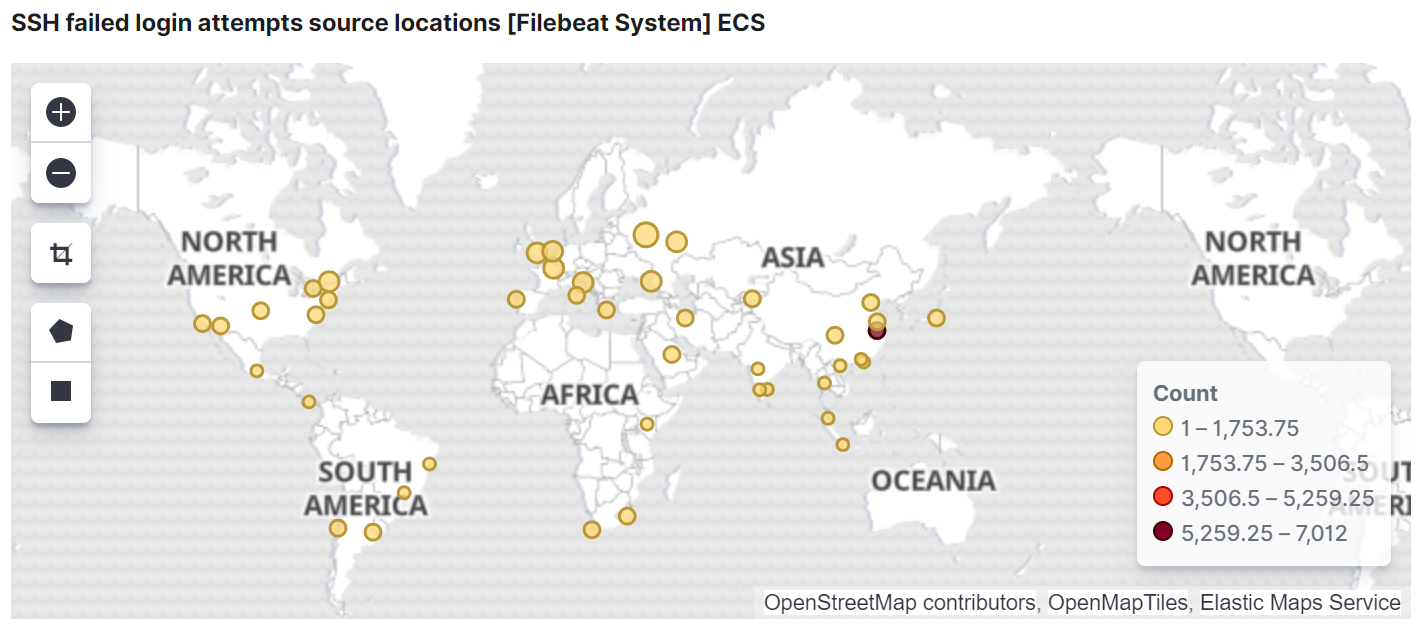 SSH failed login attempts source locations [Filebeat System] ECS
NORTH
AMERICA
ASIA
NORTH
AMERICA
AFRICA
SOUTH
AMERICA
OCEANIA
Count
1 – 1,753.75
1,753.75 – 3,506.5
3,506.5 – 5,259.25
5,259.25 – 7,012
SOUT
AMERI
OpenStreetMap contributors, OpenMapTiles, Elastic Maps Service